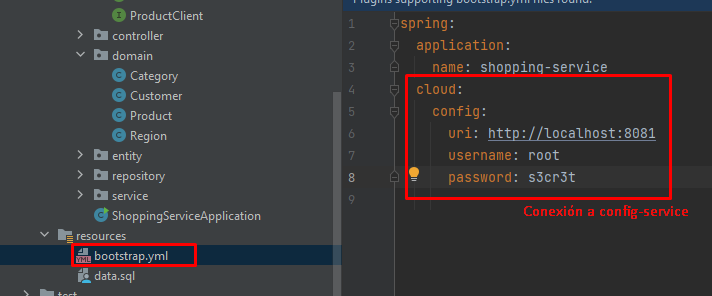 Plugins supporting bootstrap.yml files found.
ProductClient
controller
domain
Category
Customer
Product
Region
entity
repository
service
ShoppingServiceApplication
resources
bootstrap.yml
data.sql
test
1 spring:
2 application:
3 name: shopping-service
4 cloud:
5 config:
6 uri: http://localhost:8081
7 username: root
8 password: s3cr3t
9
Conexión a config-service